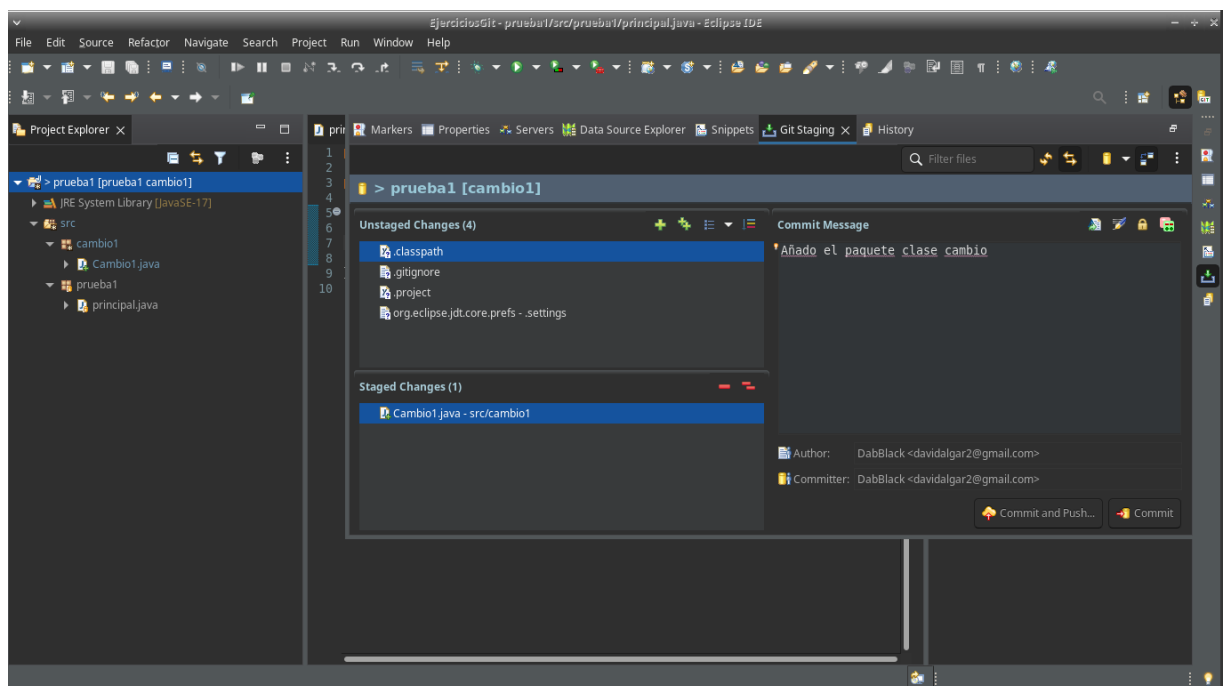 EjerciciosGit - prueba1/src/prueba1/principal.java - Eclipse IDE
File Edit Source Refactor Navigate Search Project Run Window Help
Project Explorer
prin
Markers Properties Servers Data Source Explorer Snippets Git Staging History
Filter files
> prueba1 [prueba1 cambio1]
JRE System Library [JavaSE-17]
src
cambio1
Cambio1.java
prueba1
principal.java
1
2
3
4
5
6
7
8
9
10
> prueba1 [cambio1]
Unstaged Changes (4)
.classpath
.gitignore
.project
org.eclipse.jdt.core.prefs - .settings
Staged Changes (1)
Cambio1.java - src/cambio1
Commit Message
Añado el paquete clase cambio
Author: DabBlack <davidalgar2@gmail.com>
Committer: DabBlack <davidalgar2@gmail.com>
Commit and Push... Commit